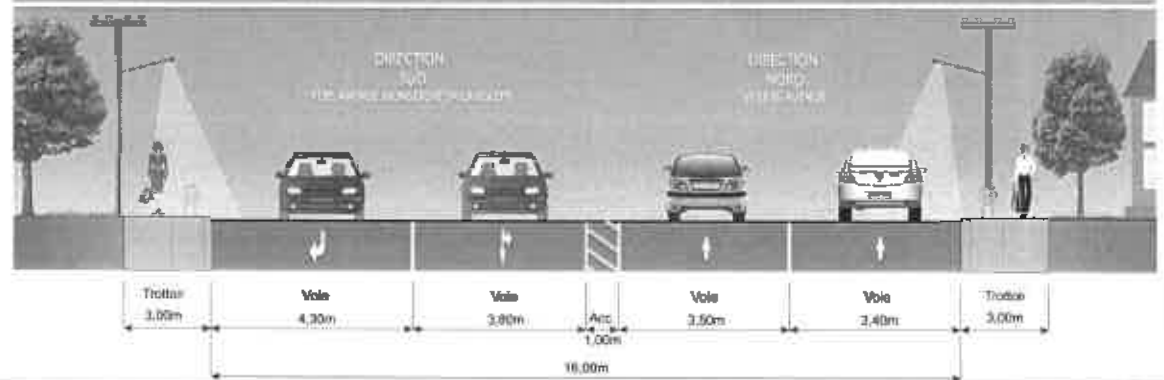 DIRECTION
SUD
DIRECTION
NORD
Trottoir
3,00m
Voie
4,30m
Voie
3,80m
Acc
1,00m
Voie
3,50m
Voie
3,40m
Trottoir
3,00m
16,00m